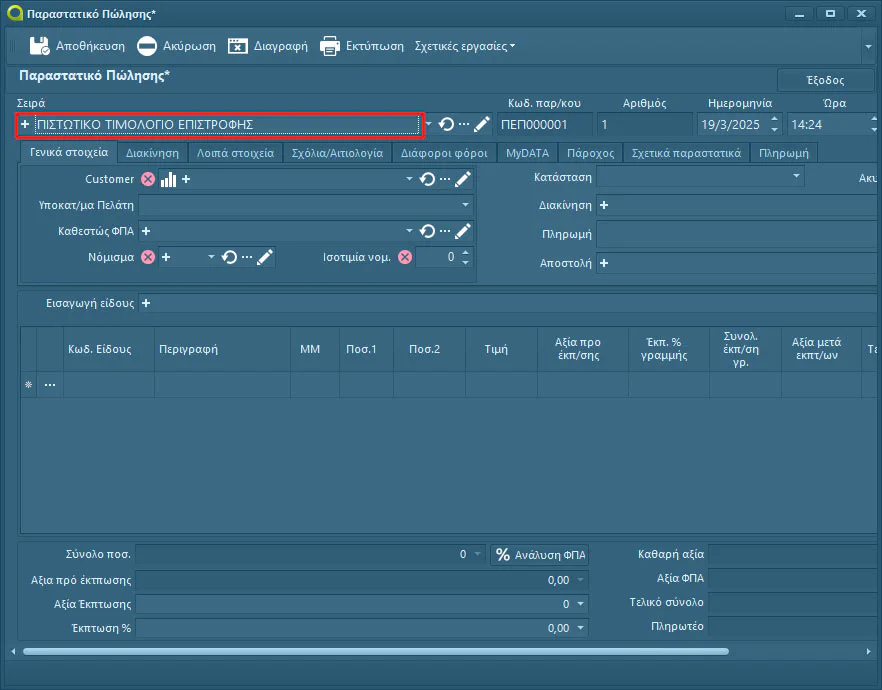 Παραστατικό Πώλησης*
Αποθήκευση Ακύρωση Διαγραφή Εκτύπωση Σχετικές εργασίες
Παραστατικό Πώλησης*
Έξοδος
Σειρά Κωδ. παρ/κου Αριθμός Ημερομηνία Ώρα
ΠΙΣΤΩΤΙΚΟ ΤΙΜΟΛΟΓΙΟ ΕΠΙΣΤΡΟΦΗΣ ΠΕΠ000001 1 19/3/2025 14:24
Γενικά στοιχεία Διακίνηση Λοιπά στοιχεία Σχόλια/Αιτιολογία Διάφοροι φόροι MyDATA Πάροχος Σχετικά παραστατικά Πληρωμή
Customer Κατάσταση Ακυ
Υποκατ/μα Πελάτη Διακίνηση
Καθεστώς ΦΠΑ Πληρωμή
Νόμισμα Ισοτιμία νομ. 0 Αποστολή
Εισαγωγή είδους
Κωδ. Είδους Περιγραφή ΜΜ Ποσ.1 Ποσ.2 Τιμή Αξία προ έκπ/σης Έκπ. % γραμμής Συνολ. έκπ/ση γρ. Αξία μετά εκπτ/ων Τε
Σύνολο ποσ. 0 % Ανάλυση ΦΠΑ Καθαρή αξία
Αξια πρό έκτπωσης 0,00 Αξία ΦΠΑ
Αξία Έκπτωσης 0 Τελικό σύνολο
Έκπτωση % 0,00 Πληρωτέο